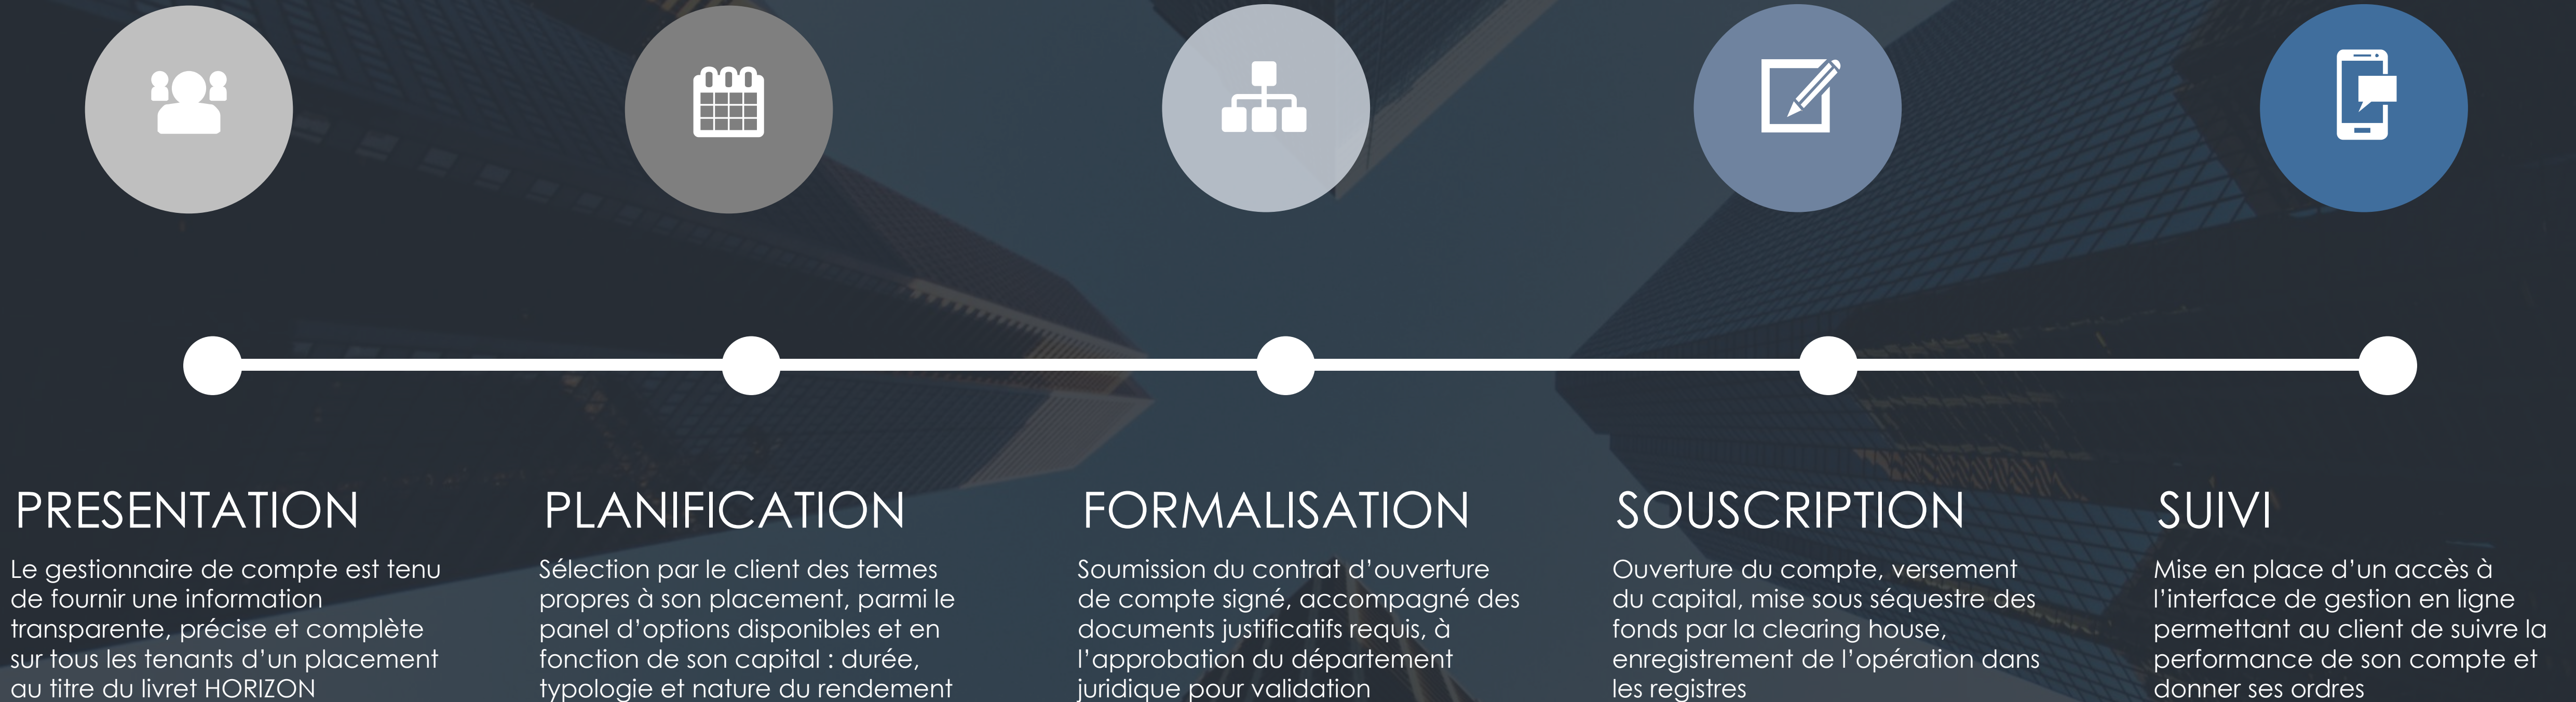 PRESENTATION
Le gestionnaire de compte est tenu
de fournir une information
transparente, précise et complète
sur tous les tenants d’un placement
au titre du livret HORIZON
PLANIFICATION
Sélection par le client des termes
propres à son placement, parmi le
panel d’options disponibles et en
fonction de son capital : durée,
typologie et nature du rendement
FORMALISATION
Soumission du contrat d’ouverture
de compte signé, accompagné des
documents justificatifs requis, à
l’approbation du département
juridique pour validation
SOUSCRIPTION
Ouverture du compte, versement
du capital, mise sous séquestre des
fonds par la clearing house,
enregistrement de l’opération dans
les registres
SUIVI
Mise en place d’un accès à
l’interface de gestion en ligne
permettant au client de suivre la
performance de son compte et
donner ses ordres